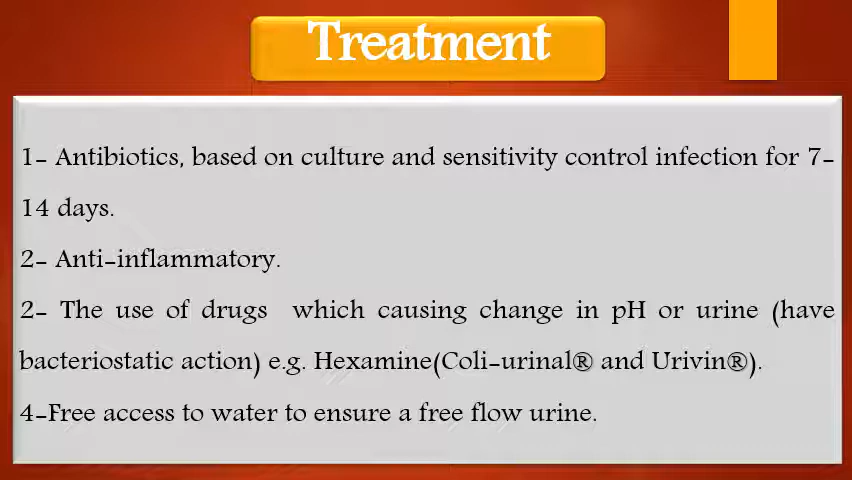 Treatment
1- Antibiotics, based on culture and sensitivity control infection for 7-
14 days.
2- Anti-inflammatory.
2- The use of drugs which causing change in pH or urine (have
bacteriostatic action) e.g. Hexamine(Coli-urinal® and Urivin®).
4-Free access to water to ensure a free flow urine.